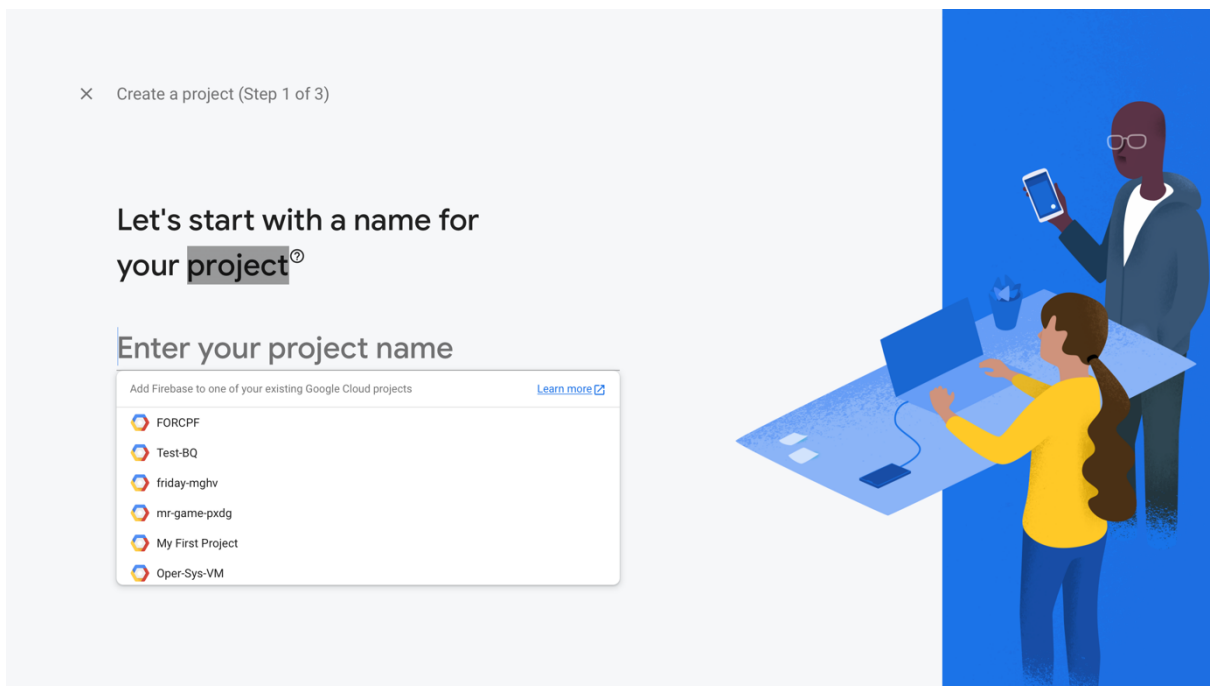 Create a project (Step 1 of 3)
Let's start with a name for
your project
Enter your project name
Add Firebase to one of your existing Google Cloud projects Learn more
FORCPF
Test-BQ
friday-mghv
mr-game-pxdg
My First Project
Oper-Sys-VM